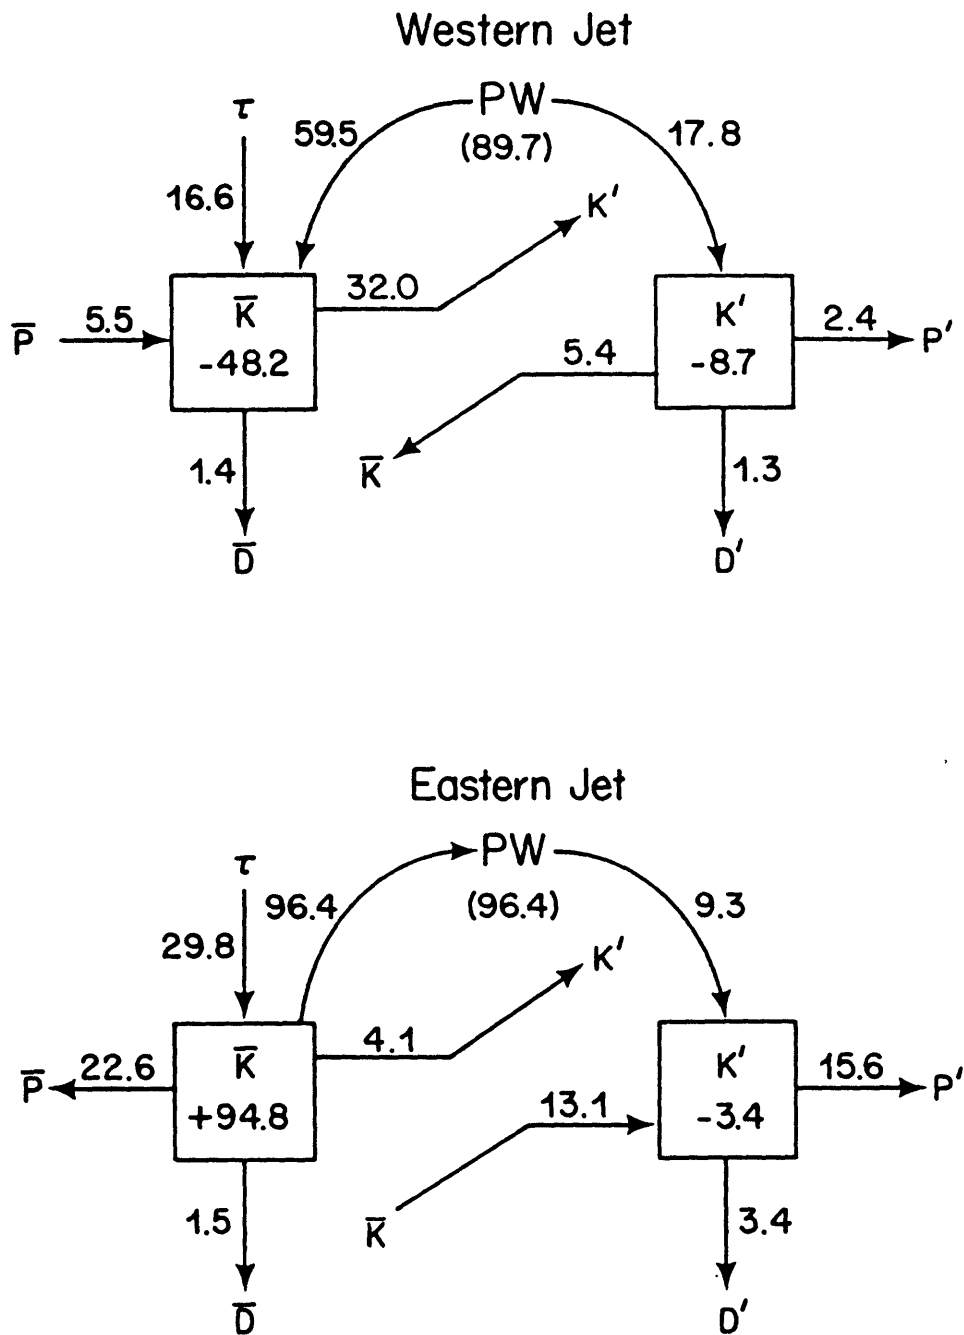 Western Jet
τ 59.5 PW 17.8
(89.7)
16.6 K′
P̅ 5.5 K̅ 32.0 K′ 2.4 P′
-48.2 5.4 -8.7
1.4 K̅ 1.3
D̅ D′
Eastern Jet
τ 96.4 PW 9.3
(96.4)
29.8 K′
P̅ 22.6 K̅ 4.1 K′ 15.6 P′
+94.8 13.1 -3.4
1.5 K̅ 3.4
D̅ D′